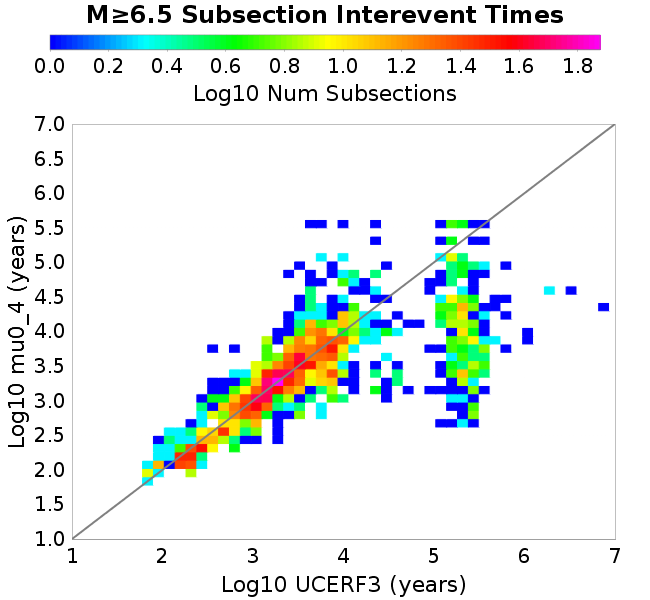 M≥6.5 Subsection Interevent Times
0.0 0.2 0.4 0.6 0.8 1.0 1.2 1.4 1.6 1.8
Log10 Num Subsections
7.0
6.5
6.0
5.5
5.0
4.5
4.0
3.5
3.0
2.5
2.0
1.5
1.0
Log10 mu0_4 (years)
1 2 3 4 5 6 7
Log10 UCERF3 (years)